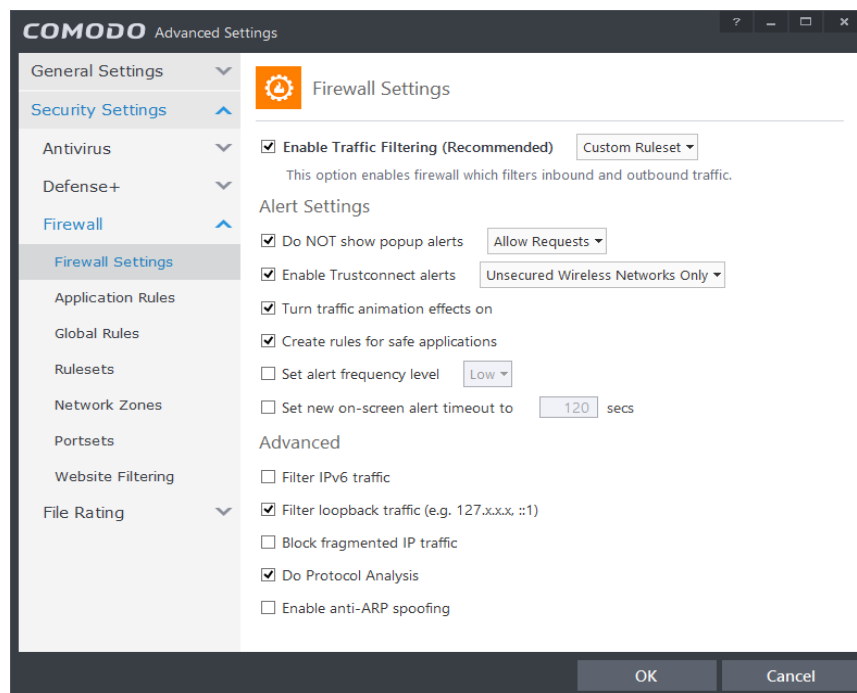 COMODO Advanced Settings
?
General Settings
Security Settings
Antivirus
Defense+
Firewall
Firewall Settings
Application Rules
Global Rules
Rulesets
Network Zones
Portsets
Website Filtering
File Rating
Firewall Settings
Enable Traffic Filtering (Recommended) Custom Ruleset
This option enables firewall which filters inbound and outbound traffic.
Alert Settings
Do NOT show popup alerts Allow Requests
Enable Trustconnect alerts Unsecured Wireless Networks Only
Turn traffic animation effects on
Create rules for safe applications
Set alert frequency level Low
Set new on-screen alert timeout to 120 secs
Advanced
Filter IPv6 traffic
Filter loopback traffic (e.g. 127.x.x.x, ::1)
Block fragmented IP traffic
Do Protocol Analysis
Enable anti-ARP spoofing
OK Cancel